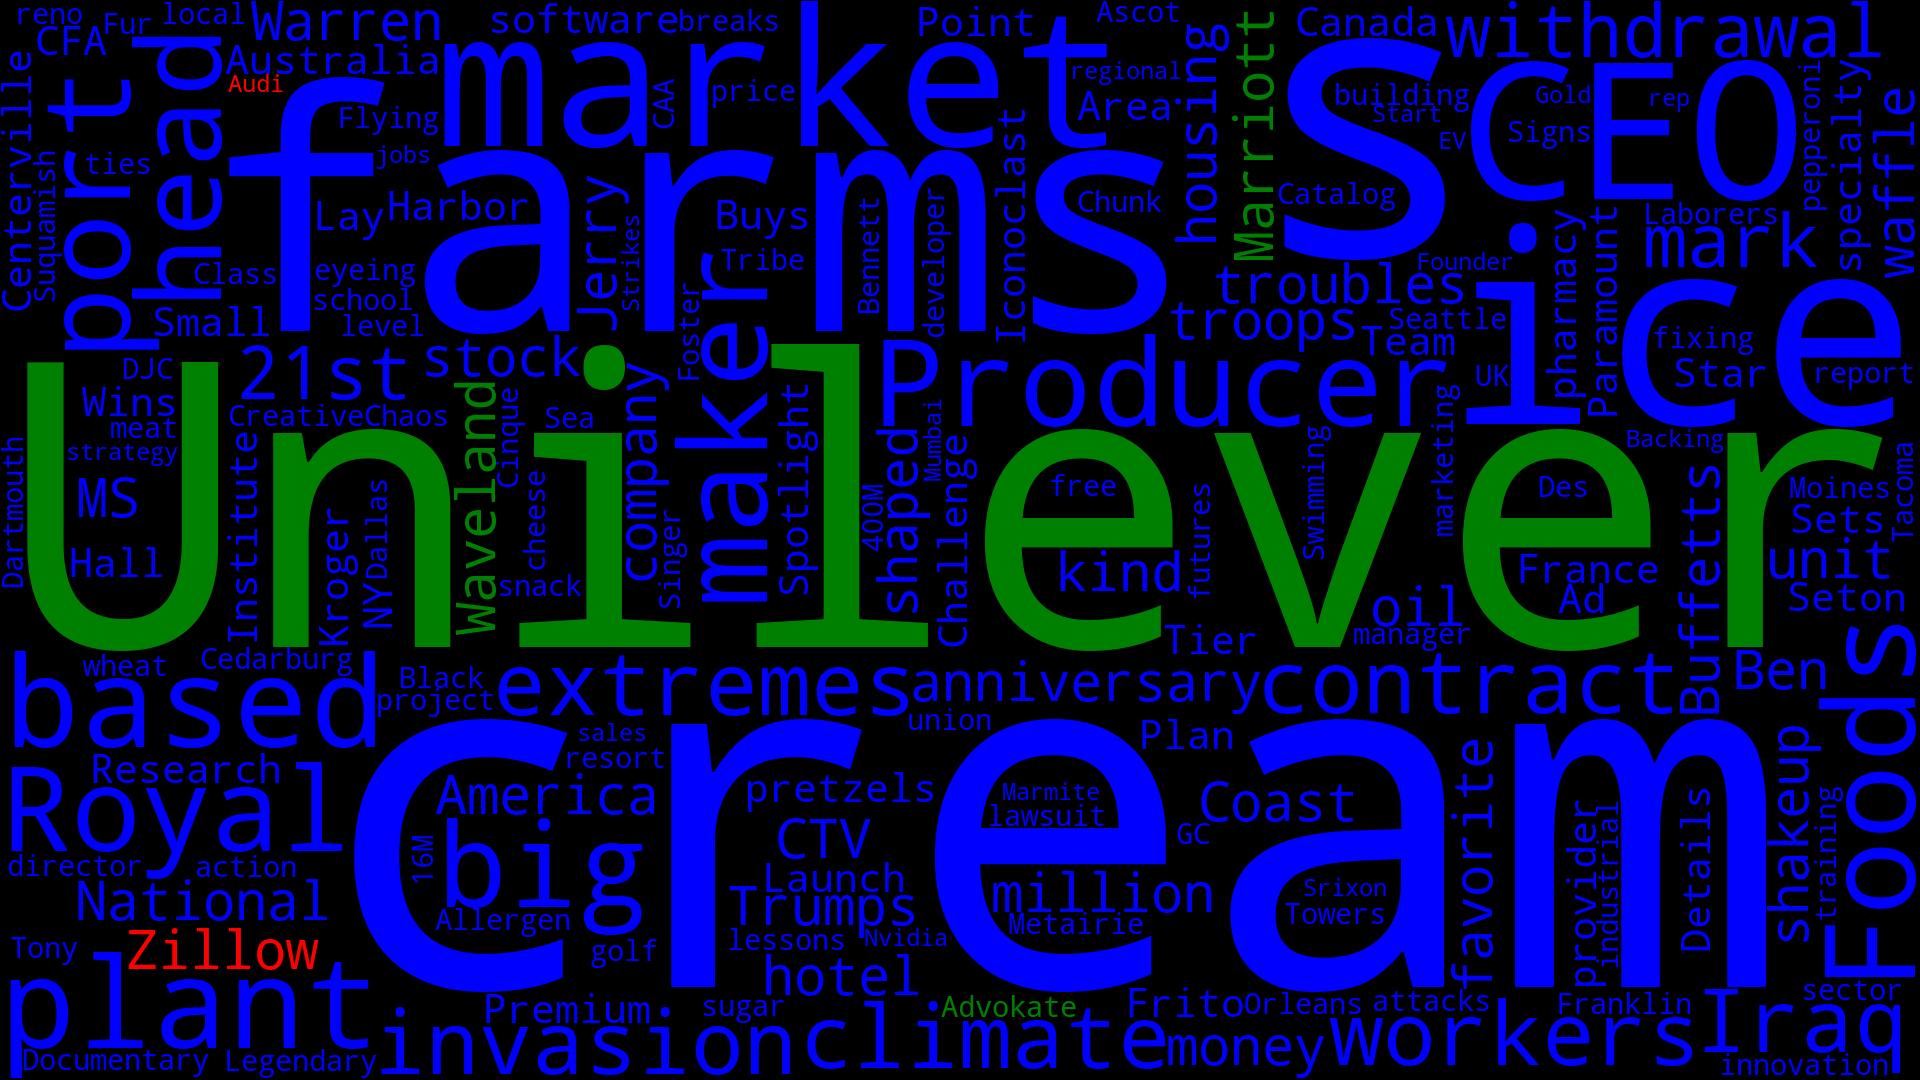 reno
Fur
local
Warren
software
breaks
Point
Ascot
Canada
withdrawal
CFA
head
Australia
market
regional
housing
Marriott
s
CEO
pepperoni
specialty
waffle
Centerville
port
Audi
farms
Flying
CAA
price
Area
building
Start
Gold
rep
EV
Signs
Suquamish
ties
jobs
Iconoclast
Lay
Harbor
Jerry
Strikes
Buys
Chunk
Catalog
Laborers
mark
Class
eyeing
school
level
Small
maker
Tribe
Bennett
developer
troubles
Founder
ice
pharmacy
Paramount
troops
Seattle
Team
fixing
Star
report
UK
DJC
21st
stock
Foster
Producer
Unilever
Wins
meat
strategy
CreativeChaos
Waveland
Cinque
Sea
company
Spotlight
shaped
Mumbai
Challenge
marketing
Backing
Swimming
Dartmouth
MS
Institute
Kroger
NY
Dallas
cheese
Singer
400M
free
futures
Des
Moines
Buffetts
Sets
Tacoma
Hall
snack
kind
France
unit
Ad
Seton
oil
manager
Tier
wheat
Cedarburg
based
Black
project
extremes
anniversary
contract
Ben
Foods
union
cream
sales
resort
Plan
Research
Royal
America
pretzels
Marmite
lawsuit
Coast
favorite
provider
industrial
Details
shakeup
training
16M
big
CTV
GC
director
action
Launch
National
Allergen
Trumps
million
Metairie
Srixon
Towers
Tony
Zillow
golf
lessons
Nvidia
hotel
plant
Premium
sugar
Advokate
Frito
Orleans
attacks
Franklin
sector
Documentary
Legendary
invasion
climate
money
workers
Iraq
innovation